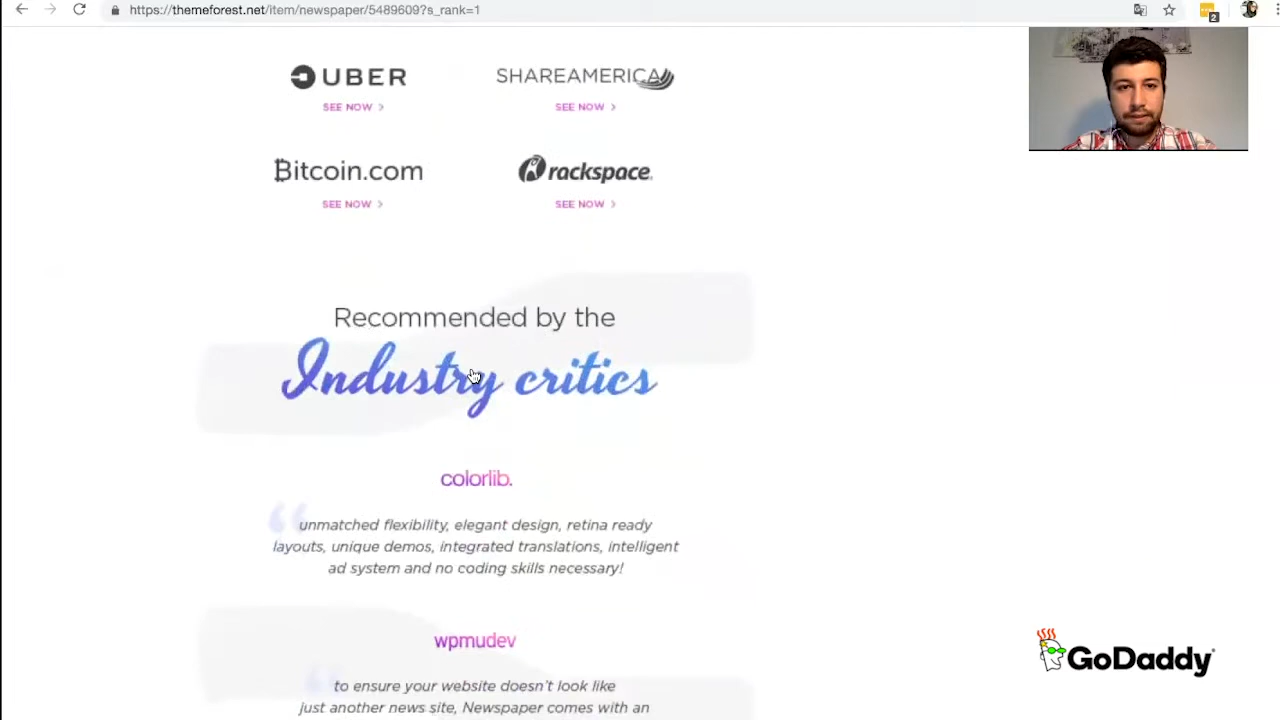 https://themeforest.net/item/newspaper/5489609?s_rank=1
2
UBER
SHAREAMERICA
SEE NOW >
SEE NOW >
Bitcoin.com
rackspace.
SEE NOW >
SEE NOW >
Recommended by the
Industry critics
colorlib.
“ unmatched flexibility, elegant design, retina ready
layouts, unique demos, integrated translations, intelligent
ad system and no coding skills necessary!
wpmudev
“ to ensure your website doesn't look like
just another news site, Newspaper comes with an
GoDaddy